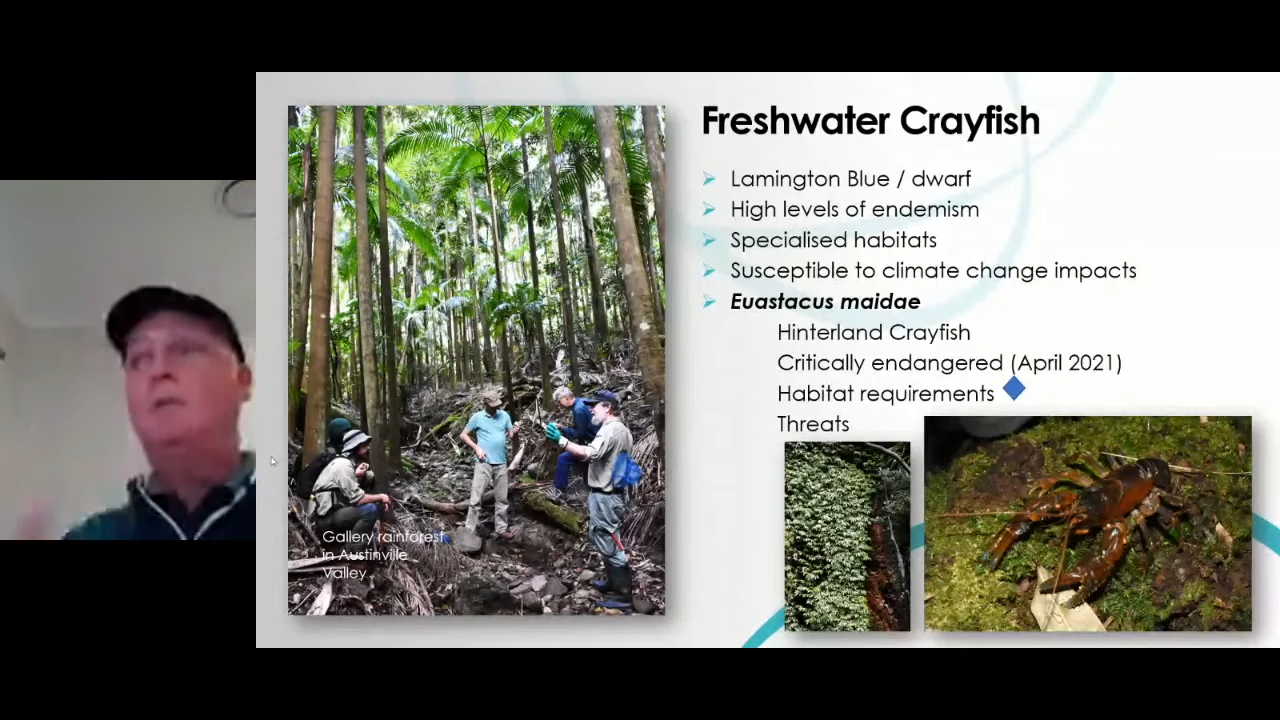 Freshwater Crayfish
Lamington Blue / dwarf
High levels of endemism
Specialised habitats
Susceptible to climate change impacts
Euastacus maidae
Hinterland Crayfish
Critically endangered (April 2021)
Habitat requirements
Threats
Gallery rainforest
in Austinville
Valley